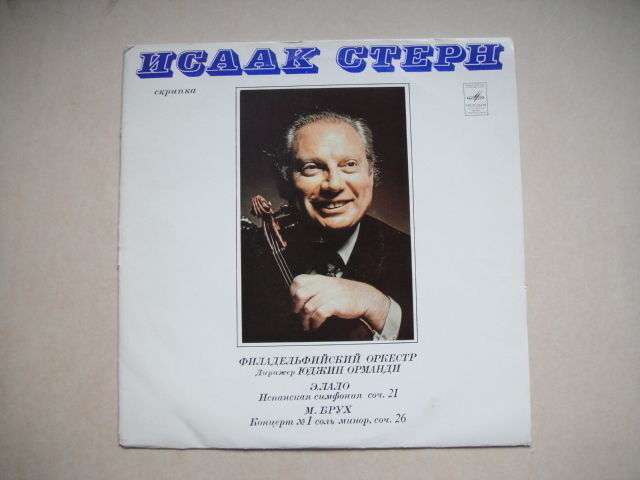 ИСААК СТЕРН
скрипка
ФИЛАДЕЛЬФИЙСКИЙ ОРКЕСТР
Дирижер ЮДЖИН ОРМАНДИ
Э. ЛАЛО
Испанская симфония соч. 21
М. БРУХ
Концерт №1 соль минор, соч. 26